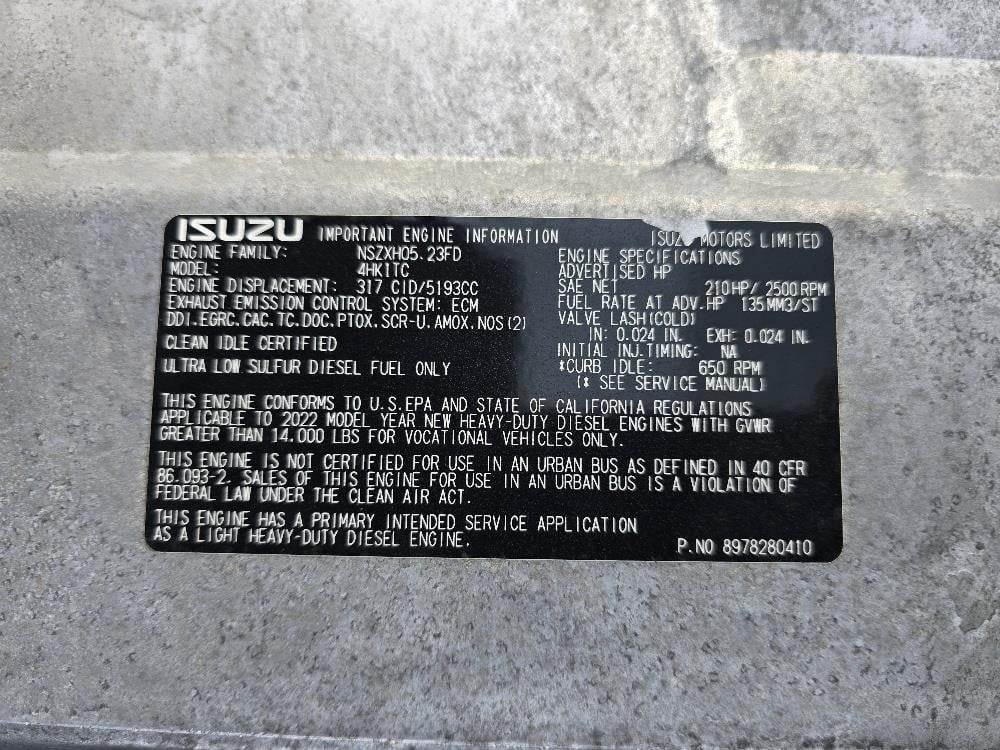 ISUZU IMPORTANT ENGINE INFORMATION ISUZU MOTORS LIMITED
ENGINE FAMILY: NSZXH05.23FD
MODEL: 4HK1TC
ENGINE DISPLACEMENT: 317 CID/5193CC
EXHAUST EMISSION CONTROL SYSTEM: ECM
DDI.EGRC.CAC.TC.DOC.PTOX.SCR-U.AMOX.NOS(2)
CLEAN IDLE CERTIFIED
ULTRA LOW SULFUR DIESEL FUEL ONLY
ENGINE SPECIFICATIONS
ADVERTISED HP
SAE NET 210HP/ 2500RPM
FUEL RATE AT ADV.HP 135MM3/ST
VALVE LASH(COLD)
IN: 0.024 IN. EXH: 0.024 IN.
INITIAL INJ.TIMING: NA
*CURB IDLE: 650 RPM
(* SEE SERVICE MANUAL)
THIS ENGINE CONFORMS TO U.S.EPA AND STATE OF CALIFORNIA REGULATIONS
APPLICABLE TO 2022 MODEL YEAR NEW HEAVY-DUTY DIESEL ENGINES WITH GVWR
GREATER THAN 14.000 LBS FOR VOCATIONAL VEHICLES ONLY.
THIS ENGINE IS NOT CERTIFIED FOR USE IN AN URBAN BUS AS DEFINED IN 40 CFR
86.093-2. SALES OF THIS ENGINE FOR USE IN AN URBAN BUS IS A VIOLATION OF
FEDERAL LAW UNDER THE CLEAN AIR ACT.
THIS ENGINE HAS A PRIMARY INTENDED SERVICE APPLICATION
AS A LIGHT HEAVY-DUTY DIESEL ENGINE.
P.NO 8978280410